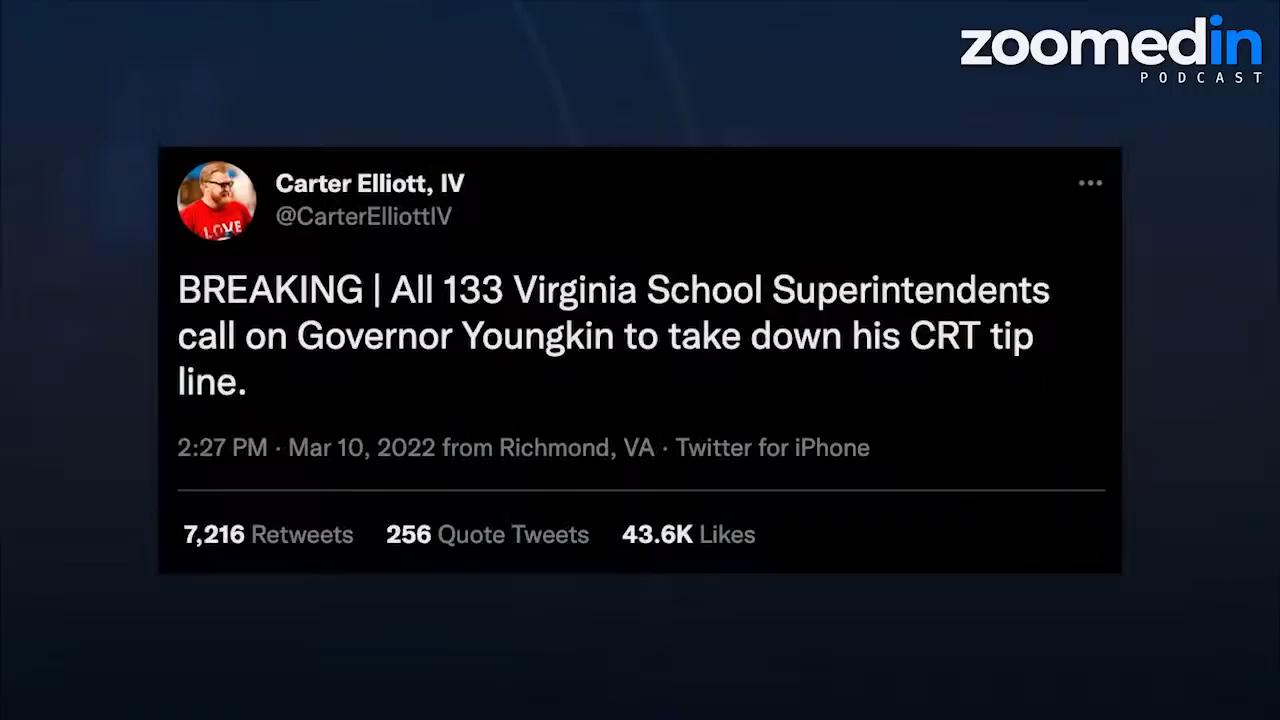 zoomedin
PODCAST
Carter Elliott, IV
@CarterElliottIV
LOVE
BREAKING | All 133 Virginia School Superintendents
call on Governor Youngkin to take down his CRT tip
line.
2:27 PM · Mar 10, 2022 from Richmond, VA · Twitter for iPhone
7,216 Retweets 256 Quote Tweets 43.6K Likes